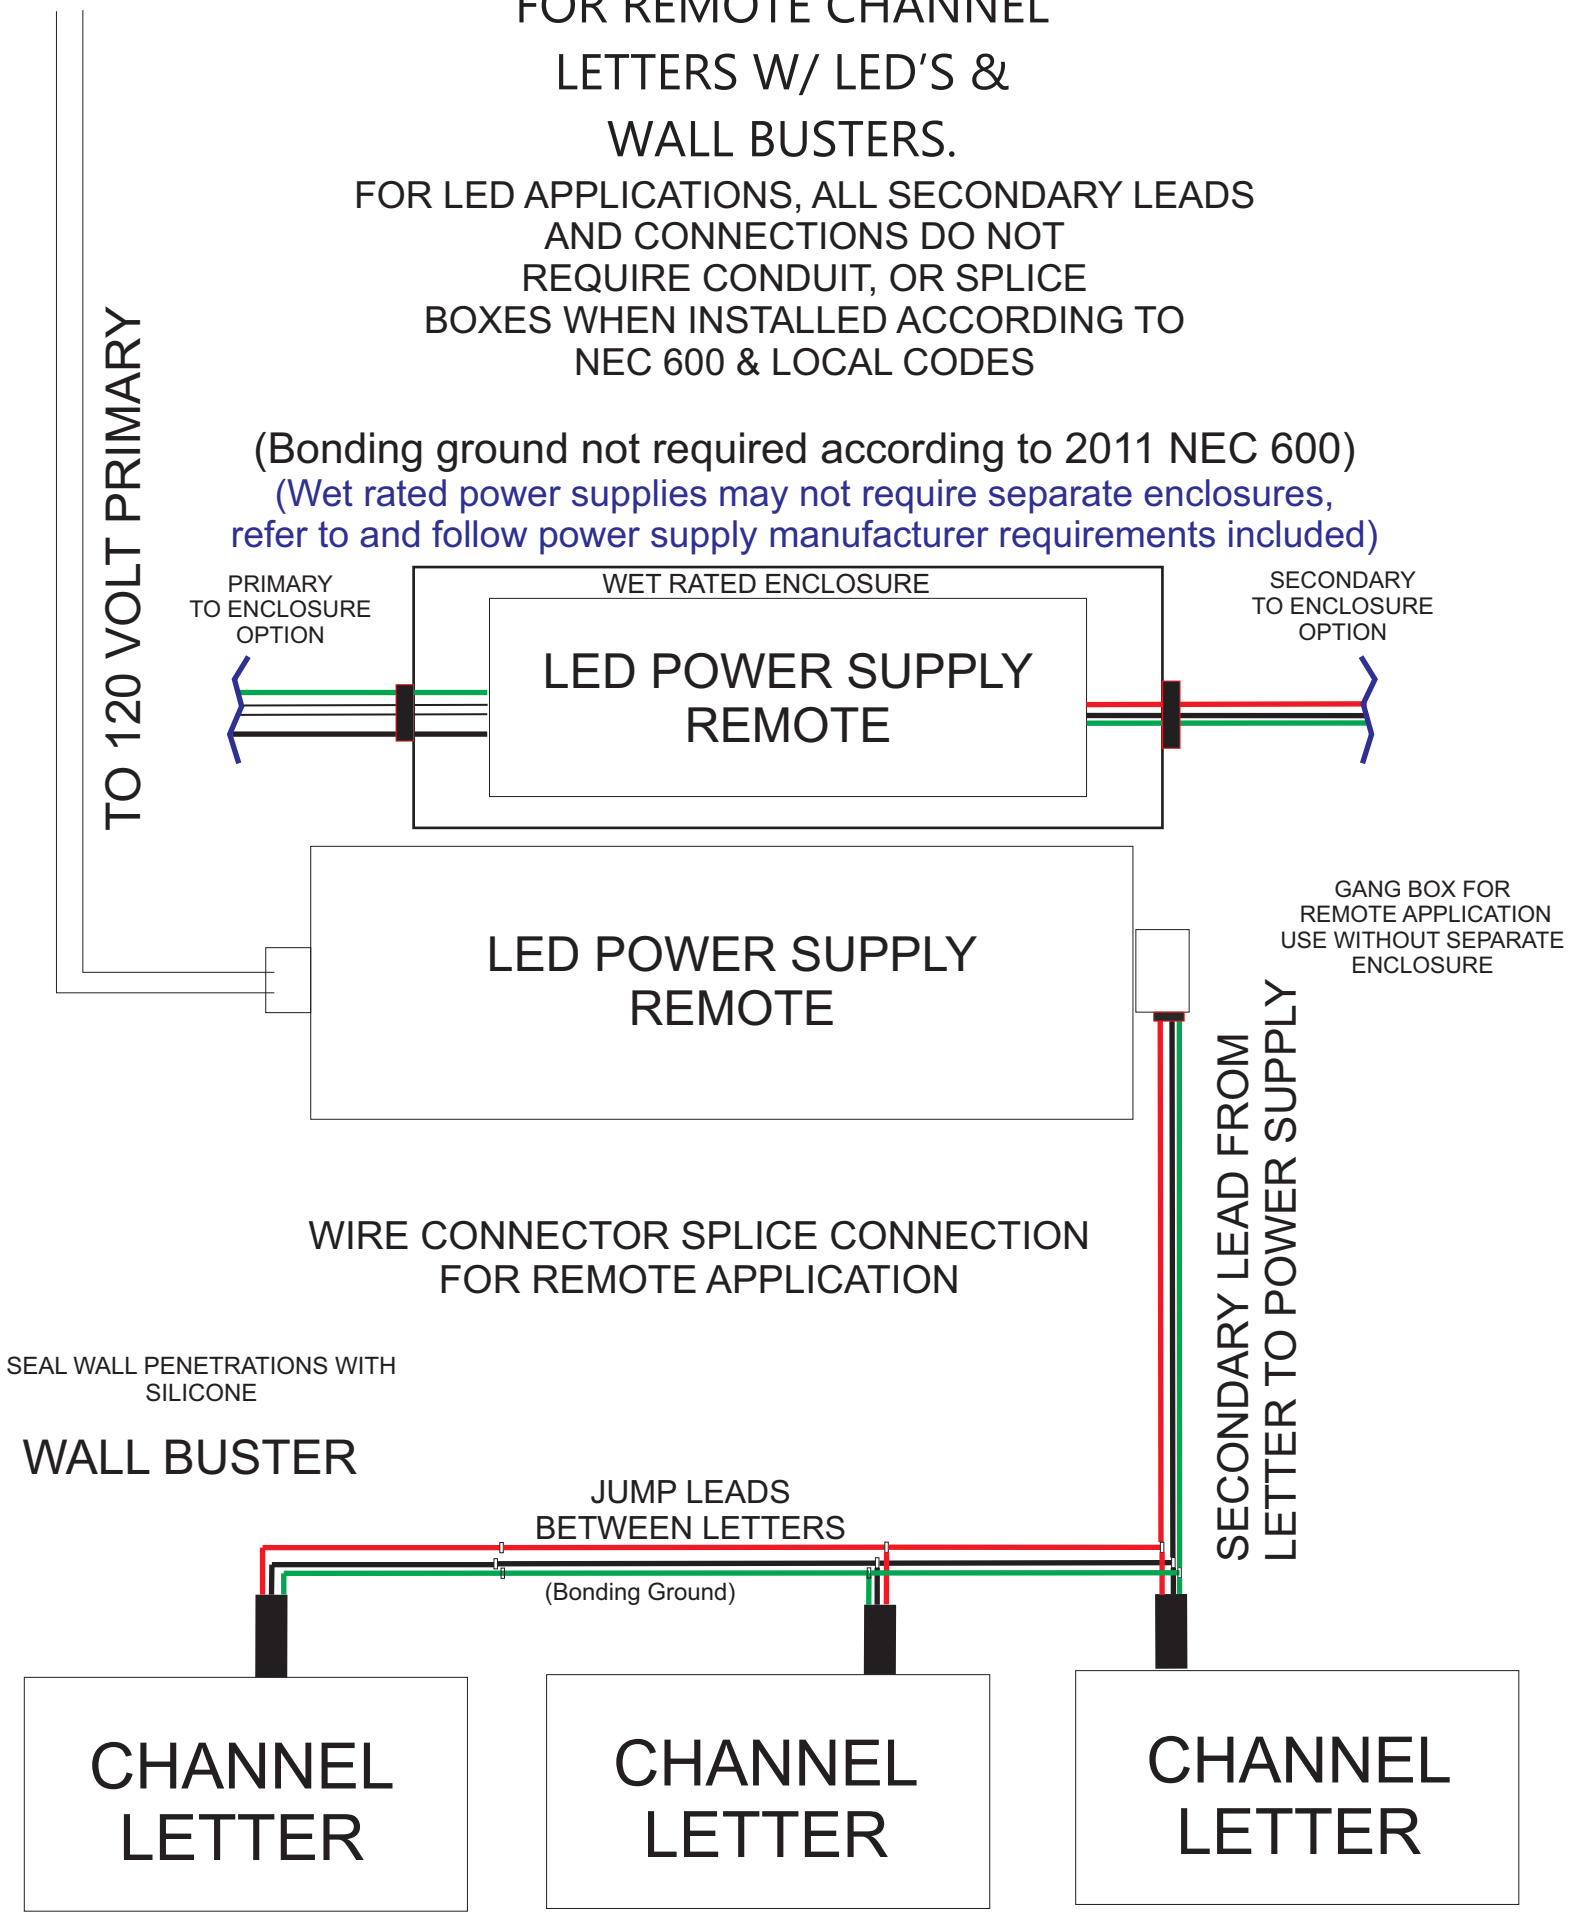 FOR REMOTE CHANNEL
LETTERS W/ LED'S &
WALL BUSTERS.
FOR LED APPLICATIONS, ALL SECONDARY LEADS
AND CONNECTIONS DO NOT
REQUIRE CONDUIT, OR SPLICE
BOXES WHEN INSTALLED ACCORDING TO
NEC 600 & LOCAL CODES
TO 120 VOLT PRIMARY
(Bonding ground not required according to 2011 NEC 600)
(Wet rated power supplies may not require separate enclosures,
refer to and follow power supply manufacturer requirements included)
PRIMARY
TO ENCLOSURE
OPTION
WET RATED ENCLOSURE
LED POWER SUPPLY
REMOTE
SECONDARY
TO ENCLOSURE
OPTION
LED POWER SUPPLY
REMOTE
GANG BOX FOR
REMOTE APPLICATION
USE WITHOUT SEPARATE
ENCLOSURE
SECONDARY LEAD FROM
LETTER TO POWER SUPPLY
WIRE CONNECTOR SPLICE CONNECTION
FOR REMOTE APPLICATION
SEAL WALL PENETRATIONS WITH
SILICONE
WALL BUSTER
JUMP LEADS
BETWEEN LETTERS
(Bonding Ground)
CHANNEL
LETTER
CHANNEL
LETTER
CHANNEL
LETTER